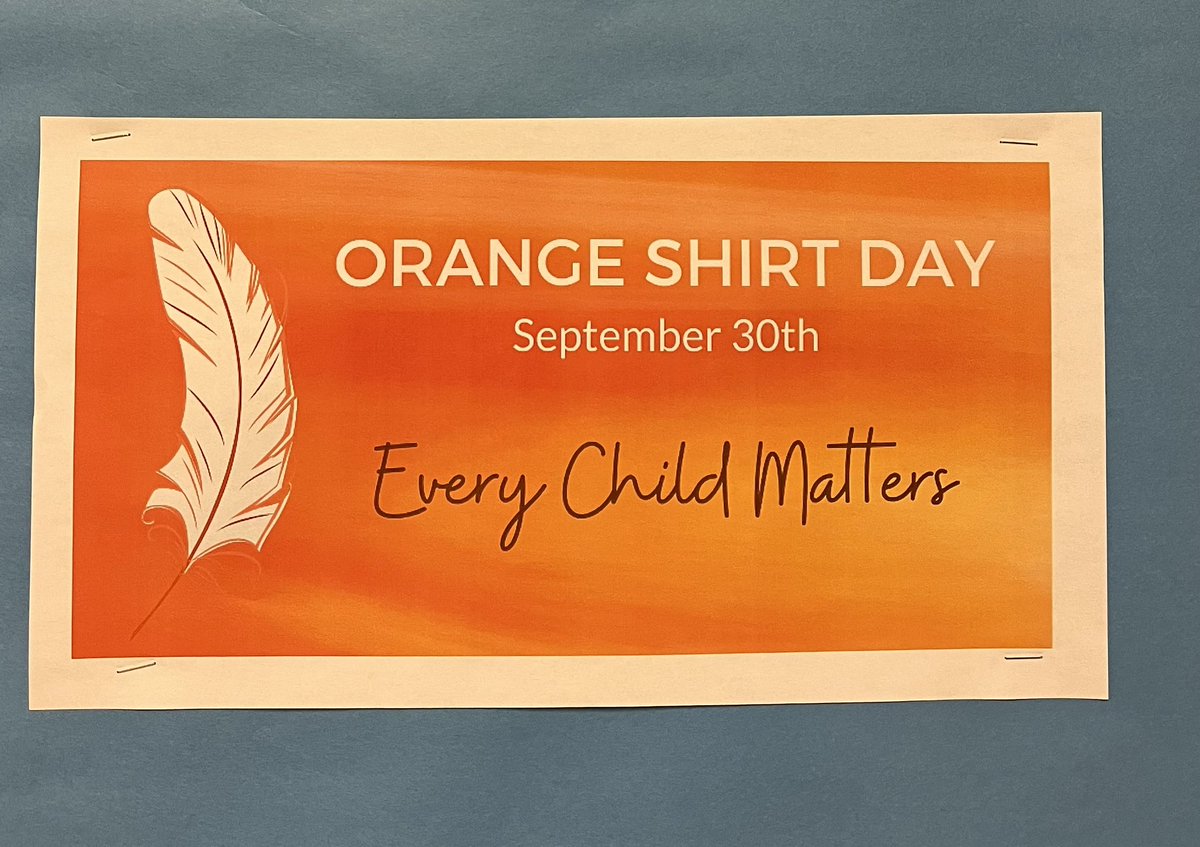 ORANGE SHIRT DAY
September 30th
Every Child Matters